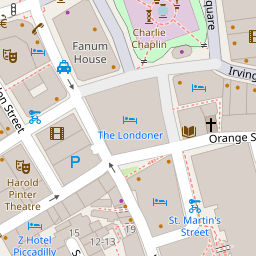 Charlie
Chaplin
Square
Fanum
House
Irving
on Street
The Londoner
Orange S
Harold
Pinter
Theatre
St. Martin's
Street
Z Hotel
Piccadilly
15
12-13
19
S